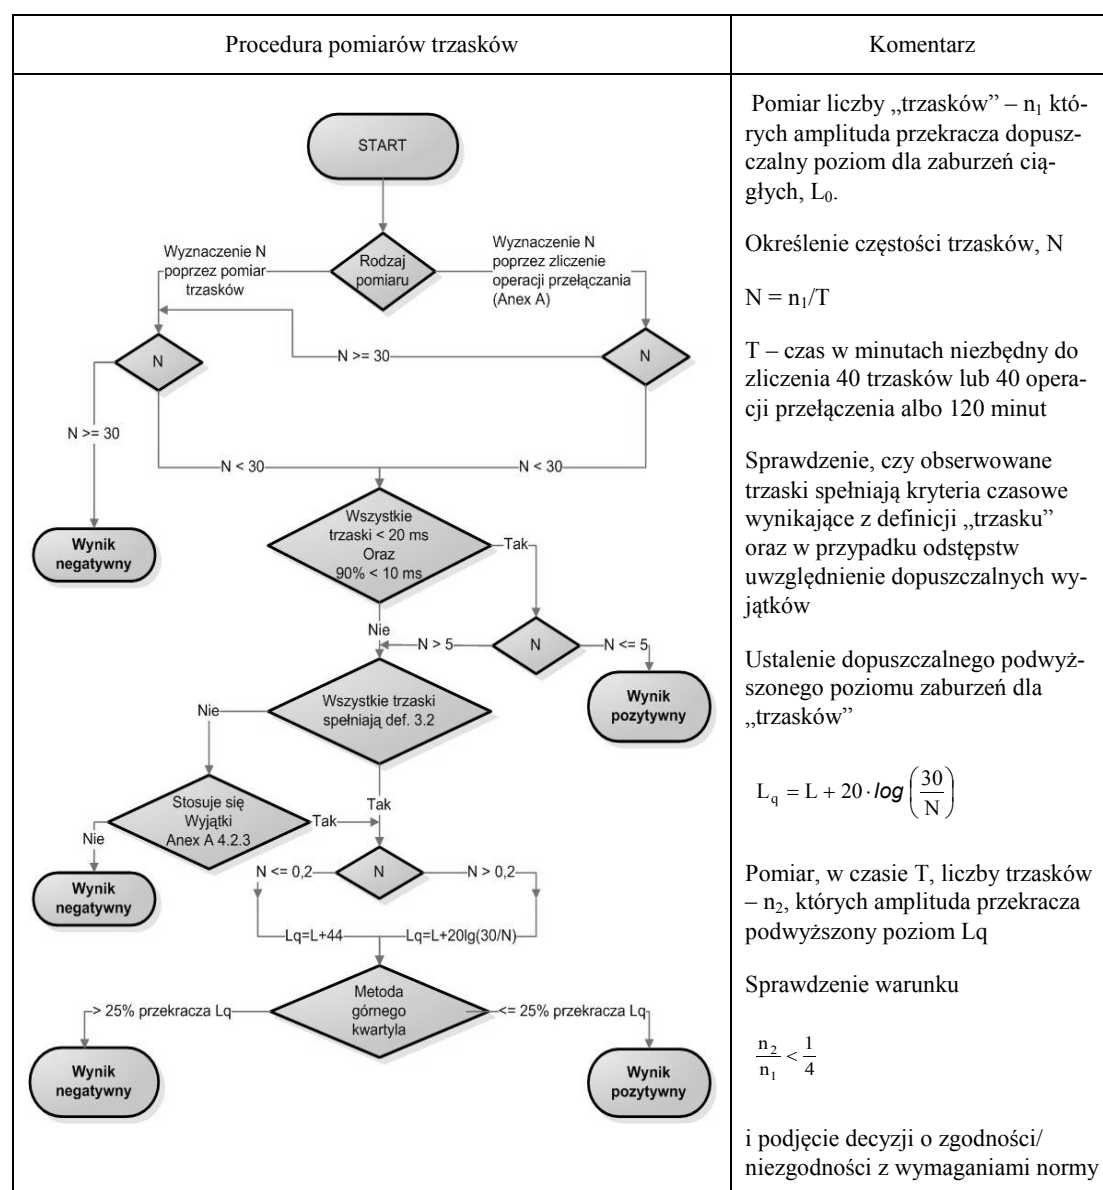 Procedura pomiarów trzasków
Komentarz
START
Rodzaj
pomiaru
Wyznaczenie N
poprzez pomiar
trzasków
Wyznaczenie N
poprzez zliczenie
operacji przełączania
(Anex A)
N
N >= 30
N
N >= 30
N < 30
N < 30
Wynik
negatywny
Wszystkie
trzaski < 20 ms
Oraz
90% < 10 ms
Tak
Nie
N > 5
N
N <= 5
Wynik
pozytywny
Wszystkie trzaski
spełniają def. 3.2
Nie
Tak
Stosuje się
Wyjątki
Anex A 4.2.3
Tak
Nie
Wynik
negatywny
N <= 0,2
N
N > 0,2
Lq=L+44
Lq=L+20lg(30/N)
Metoda
górnego
kwartyla
> 25% przekracza Lq
<= 25% przekracza Lq
Wynik
negatywny
Wynik
pozytywny
Pomiar liczby „trzasków” – n₁ któ-
rych amplituda przekracza dopusz-
czalny poziom dla zaburzeń cią-
głych, L₀.
Określenie częstości trzasków, N
N = n₁/T
T – czas w minutach niezbędny do
zliczenia 40 trzasków lub 40 opera-
cji przełączenia albo 120 minut
Sprawdzenie, czy obserwowane
trzaski spełniają kryteria czasowe
wynikające z definicji „trzasku”
oraz w przypadku odstępstw
uwzględnienie dopuszczalnych wy-
jątków
Ustalenie dopuszczalnego podwyż-
szonego poziomu zaburzeń dla
„trzasków”
L_q = L + 20 · log (30/N)
Pomiar, w czasie T, liczby trzasków
– n₂, których amplituda przekracza
podwyższony poziom Lq
Sprawdzenie warunku
n₂/n₁ < 1/4
i podjęcie decyzji o zgodności/
niezgodności z wymaganiami normy